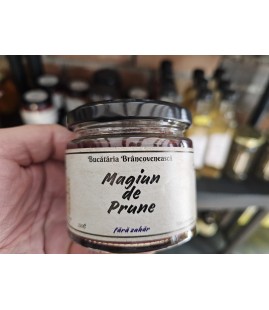 Bucătăria Brâncovenească
Magiun
de
Prune
fără zahăr